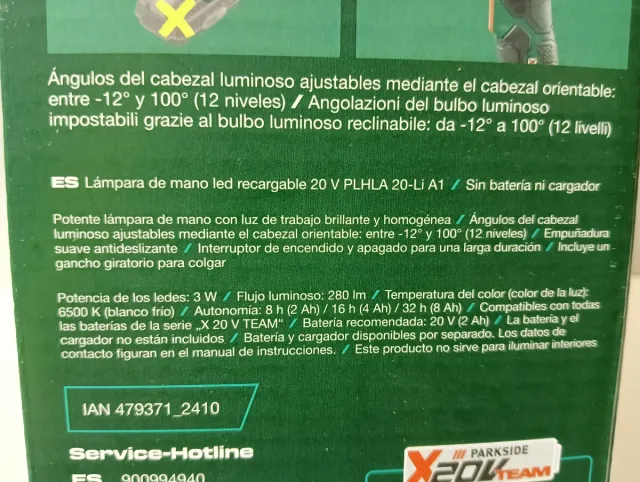 Ángulos del cabezal luminoso ajustables mediante el cabezal orientable:
entre -12° y 100° (12 niveles) / Angolazioni del bulbo luminoso
impostabili grazie al bulbo luminoso reclinabile: da -12° a 100° (12 livelli)
ES Lámpara de mano led recargable 20 V PLHLA 20-Li A1 / Sin batería ni cargador
Potente lámpara de mano con luz de trabajo brillante y homogénea / Ángulos del cabezal
luminoso ajustables mediante el cabezal orientable: entre -12° y 100° (12 niveles) / Empuñadura
suave antideslizante / Interruptor de encendido y apagado para una larga duración / Incluye un
gancho giratorio para colgar
Potencia de los ledes: 3 W / Flujo luminoso: 280 lm / Temperatura del color (color de la luz):
6500 K (blanco frío) / Autonomía: 8 h (2 Ah) / 16 h (4 Ah) / 32 h (8 Ah) / Compatibles con todas
las baterías de la serie „X 20 V TEAM" / Batería recomendada: 20 V (2 Ah) / La batería y el
cargador no están incluidos / Batería y cargador disponibles por separado. Los datos de
contacto figuran en el manual de instrucciones. / Este producto no sirve para iluminar interiores
IAN 479371_2410
Service-Hotline
ES 900994940
/// PARKSIDE
X20V TEAM